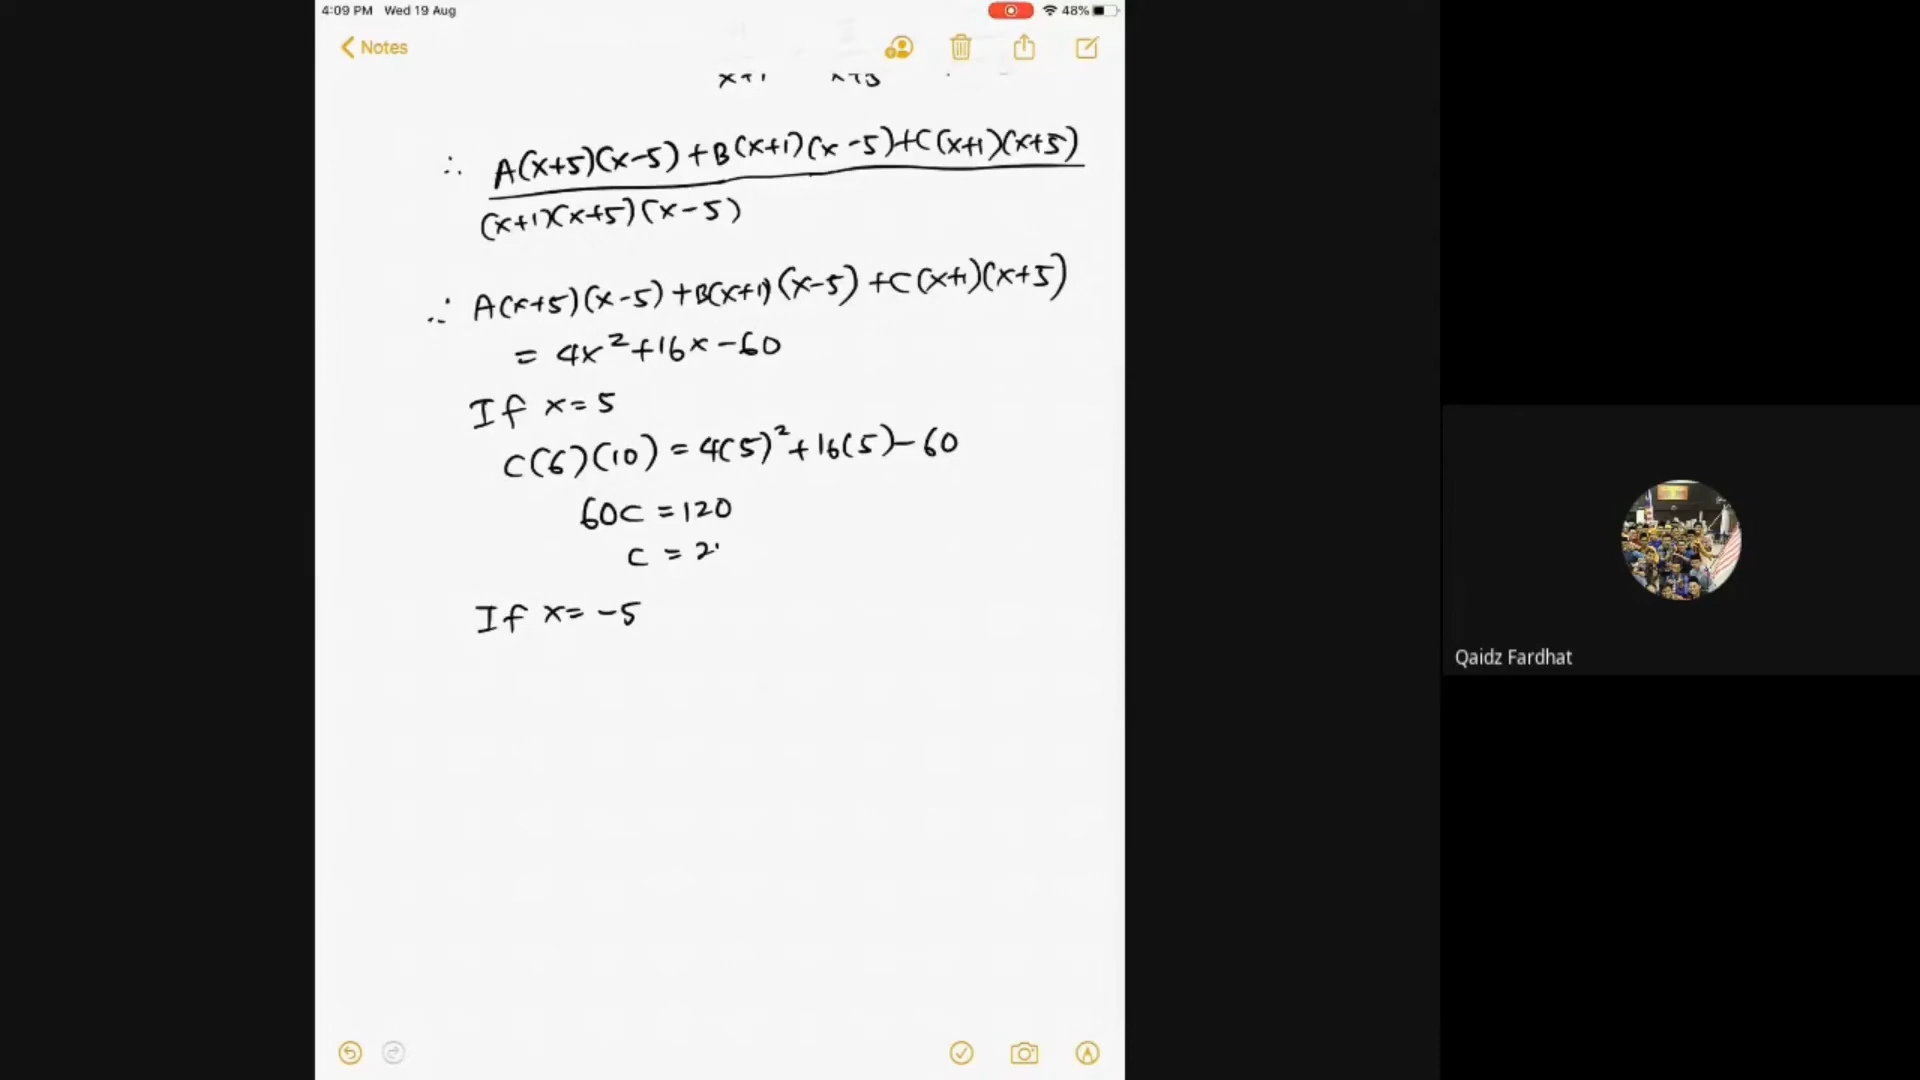 4:09 PM Wed 19 Aug
48%
Notes
x+1 x+5
∴ A(x+5)(x-5)+B(x+1)(x-5)+C(x+1)(x+5)
(x+1)(x+5)(x-5)
∴ A(x+5)(x-5)+B(x+1)(x-5)+C(x+1)(x+5)
= 4x²+16x-60
If x=5
C(6)(10) = 4(5)²+16(5)-60
60C = 120
C = 2
If x= -5
Qaidz Fardhat